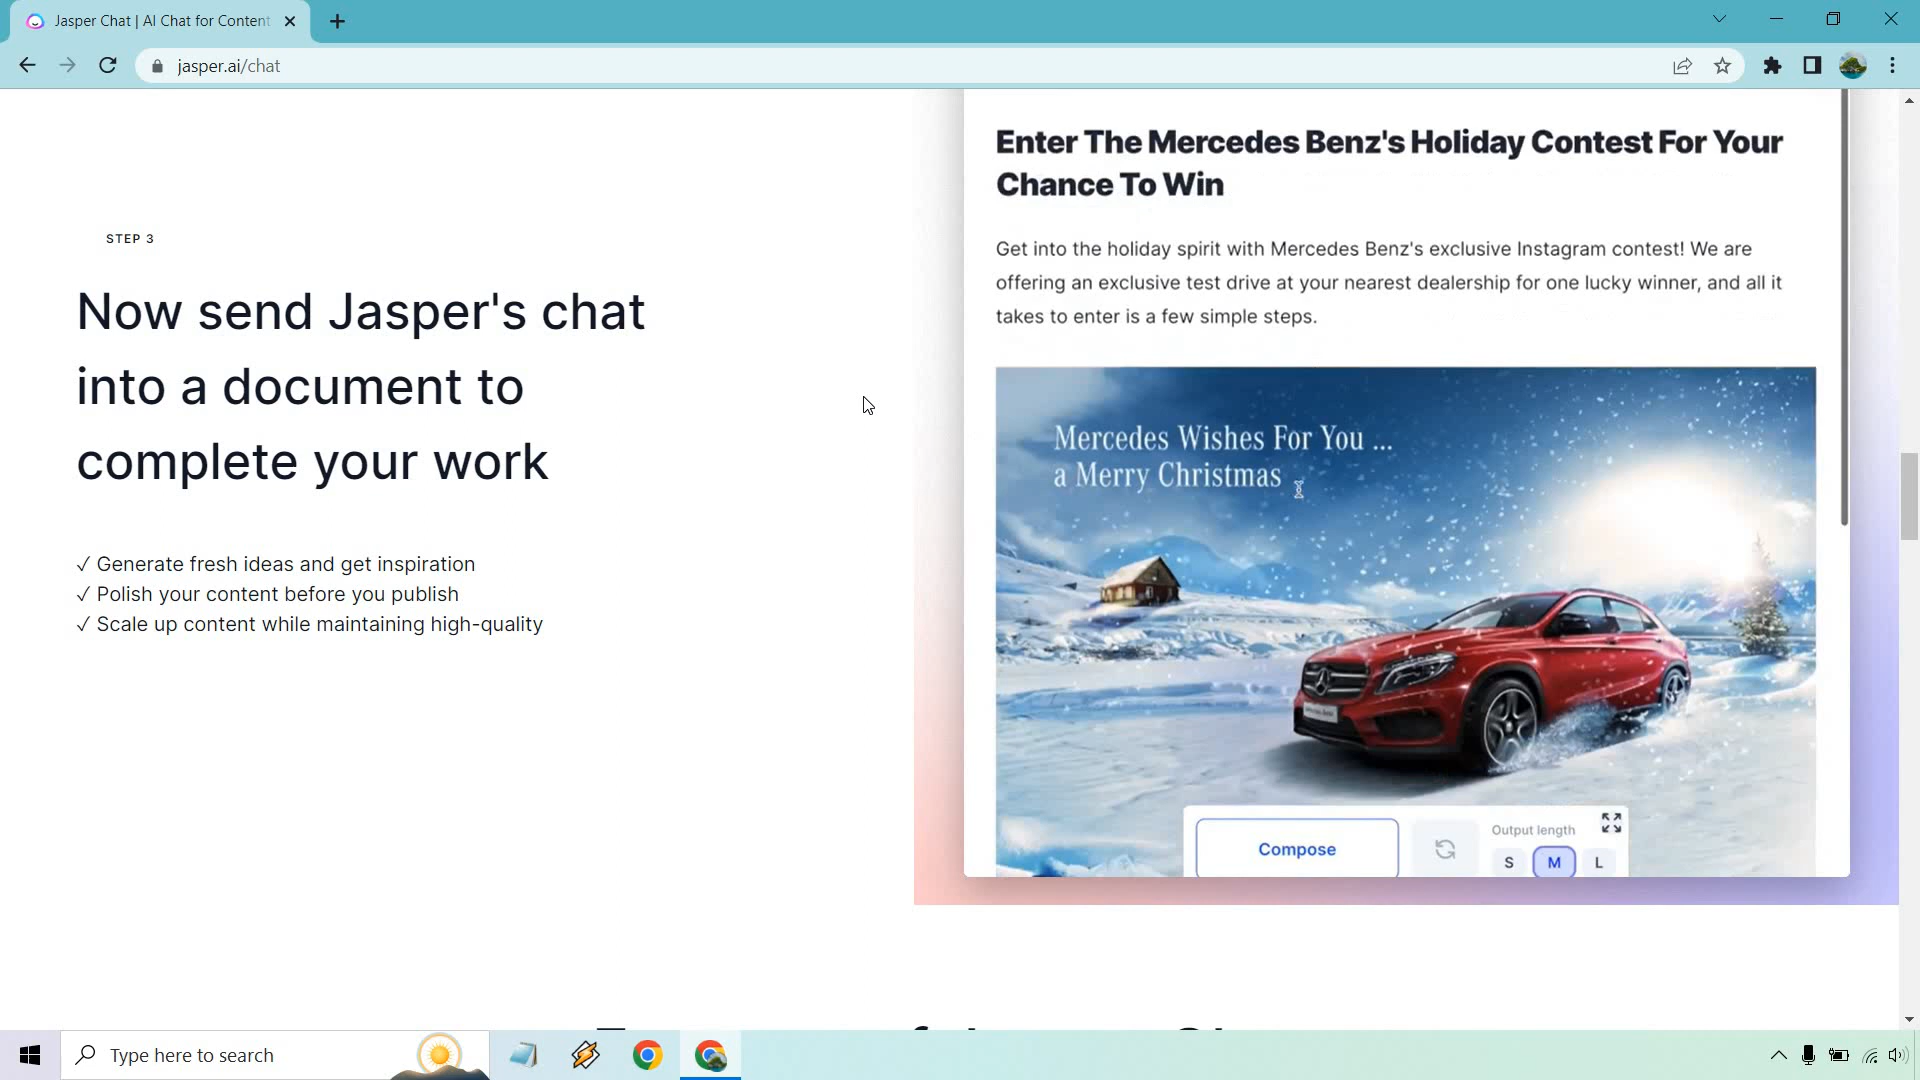 Jasper Chat | AI Chat for Content
jasper.ai/chat
STEP 3
Now send Jasper's chat
into a document to
complete your work
✓ Generate fresh ideas and get inspiration
✓ Polish your content before you publish
✓ Scale up content while maintaining high-quality
Enter The Mercedes Benz's Holiday Contest For Your
Chance To Win
Get into the holiday spirit with Mercedes Benz's exclusive Instagram contest! We are
offering an exclusive test drive at your nearest dealership for one lucky winner, and all it
takes to enter is a few simple steps.
Mercedes Wishes For You ...
a Merry Christmas
Compose
Output length
S M L
Type here to search